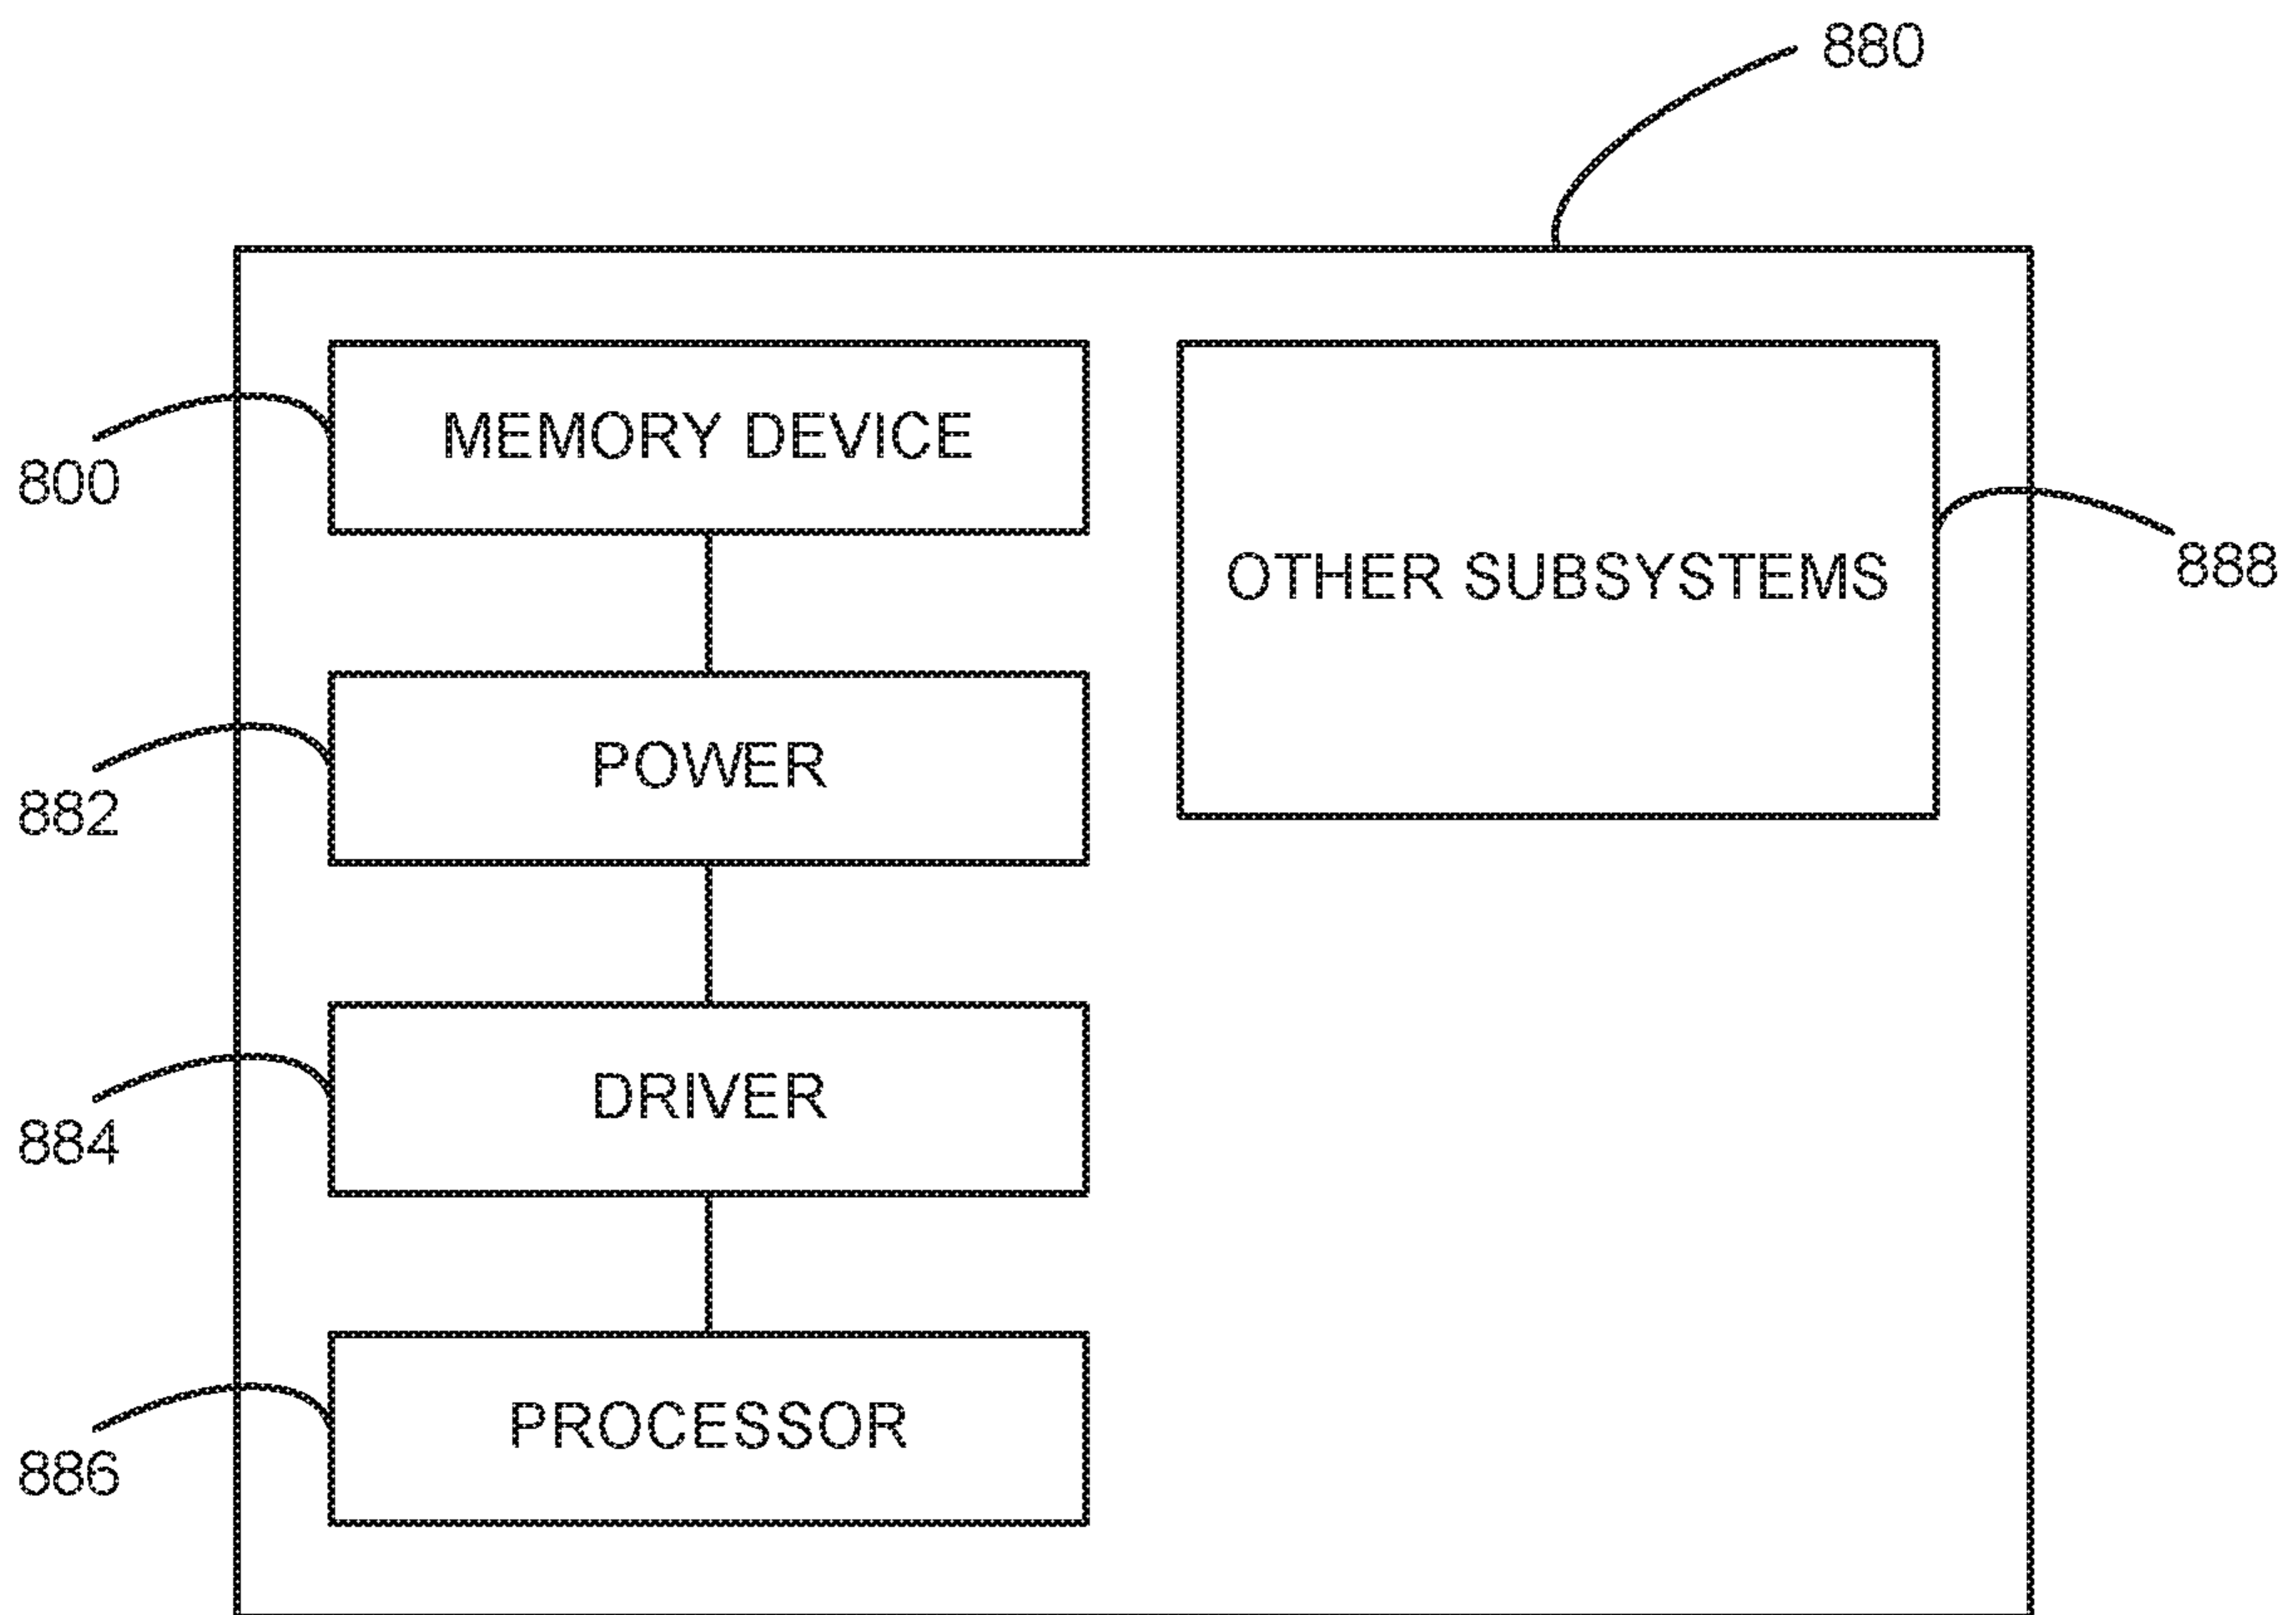 880
MEMORY DEVICE
800
OTHER SUBSYSTEMS
888
POWER
882
DRIVER
884
PROCESSOR
886